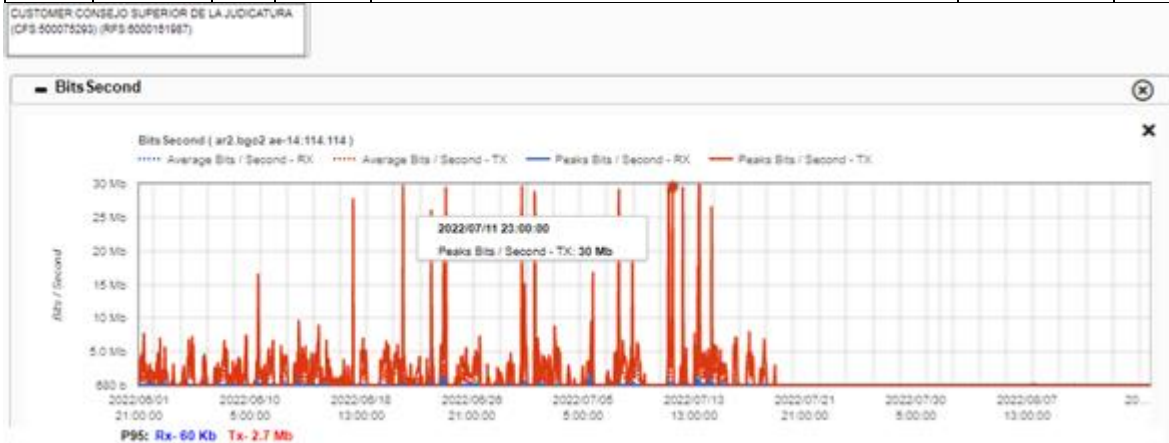 CUSTOMER:CONSEJO SUPERIOR DE LA JUDICATURA
(CFS:500075293) (RFS:5000151987)
Bits Second
Bits Second ( ar2.bgo2 ae-14:114.114 )
Average Bits / Second - RX Average Bits / Second - TX Peaks Bits / Second - RX Peaks Bits / Second - TX
30 Mb
25 Mb
20 Mb
15 Mb
10 Mb
5.0 Mb
680 b
Bits / Second
2022/07/11 23:00:00
Peaks Bits / Second - TX: 30 Mb
2022/06/01 2022/06/10 2022/06/18 2022/06/26 2022/07/05 2022/07/13 2022/07/21 2022/07/30 2022/08/07 20...
21:00:00 5:00:00 13:00:00 21:00:00 5:00:00 13:00:00 21:00:00 5:00:00 13:00:00
P95: Rx- 60 Kb Tx- 2.7 Mb